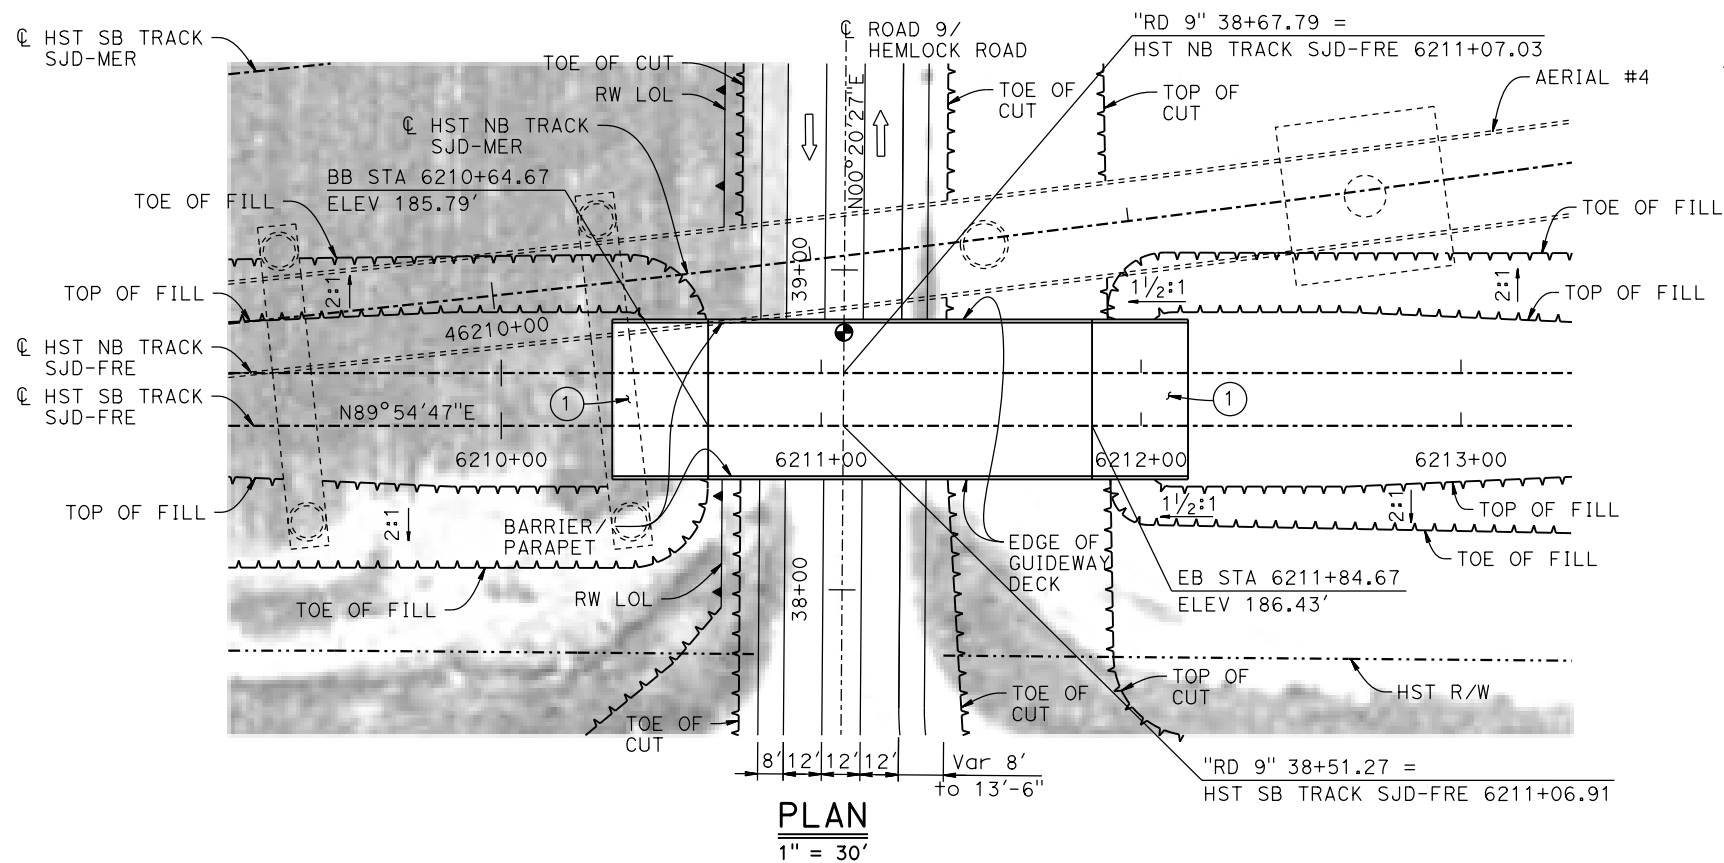 ℄ HST SB TRACK
SJD-MER
TOE OF CUT
RW LOL
℄ ROAD 9/
HEMLOCK ROAD
N00°20'27"E
"RD 9" 38+67.79 =
HST NB TRACK SJD-FRE 6211+07.03
AERIAL #4
TOE OF
CUT
TOP OF
CUT
℄ HST NB TRACK
SJD-MER
BB STA 6210+64.67
ELEV 185.79'
TOE OF FILL
TOE OF FILL
39+00
2:1
1½:1
2:1
TOP OF FILL
TOP OF FILL
46210+00
℄ HST NB TRACK
SJD-FRE
℄ HST SB TRACK
SJD-FRE
N89°54'47"E
1
1
6210+00
6211+00
6212+00
6213+00
TOP OF FILL
2:1
BARRIER/
PARAPET
1½:1
2:1
TOP OF FILL
EDGE OF
GUIDEWAY
DECK
TOE OF FILL
38+00
EB STA 6211+84.67
ELEV 186.43'
TOE OF FILL
RW LOL
TOP OF
CUT
HST R/W
TOE OF
CUT
TOE OF
CUT
8'
12'
12'
12'
Var 8'
to 13'-6"
"RD 9" 38+51.27 =
HST SB TRACK SJD-FRE 6211+06.91
PLAN
1" = 30'